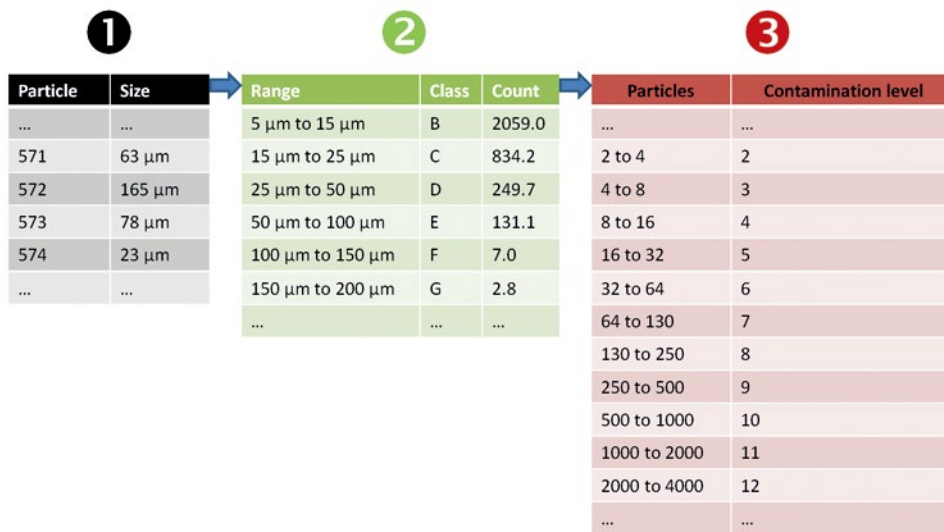 1
2
3
Particle Size
... ...
571 63 µm
572 165 µm
573 78 µm
574 23 µm
... ...
Range Class Count
5 µm to 15 µm B 2059.0
15 µm to 25 µm C 834.2
25 µm to 50 µm D 249.7
50 µm to 100 µm E 131.1
100 µm to 150 µm F 7.0
150 µm to 200 µm G 2.8
... ... ...
Particles Contamination level
... ...
2 to 4 2
4 to 8 3
8 to 16 4
16 to 32 5
32 to 64 6
64 to 130 7
130 to 250 8
250 to 500 9
500 to 1000 10
1000 to 2000 11
2000 to 4000 12
... ...